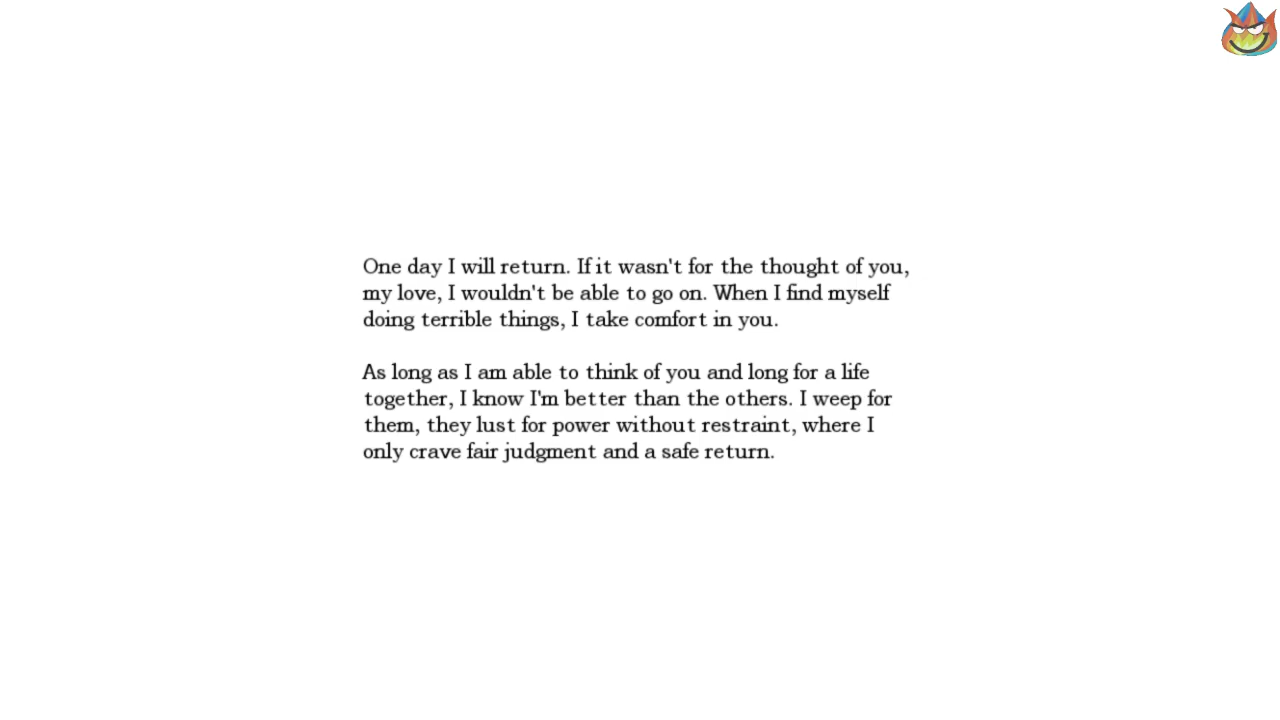 One day I will return. If it wasn't for the thought of you,
my love, I wouldn't be able to go on. When I find myself
doing terrible things, I take comfort in you.
As long as I am able to think of you and long for a life
together, I know I'm better than the others. I weep for
them, they lust for power without restraint, where I
only crave fair judgment and a safe return.